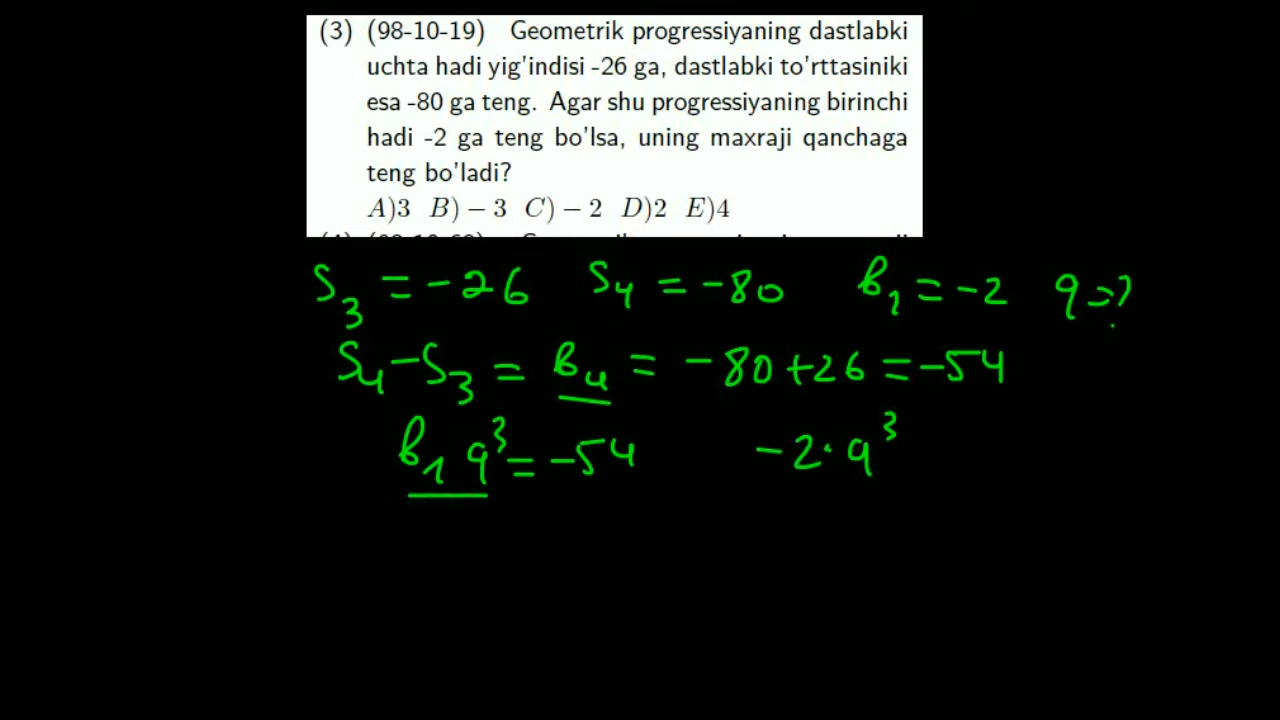 (3) (98-10-19) Geometrik progressiyaning dastlabki
uchta hadi yig'indisi -26 ga, dastlabki to'rttasiniki
esa -80 ga teng. Agar shu progressiyaning birinchi
hadi -2 ga teng bo'lsa, uning maxraji qanchaga
teng bo'ladi?
A)3 B) − 3 C) − 2 D)2 E)4
S₃ = -26 S₄ = -80 b₁ = -2 q=?
S₄-S₃ = b₄ = -80+26=-54
b₁ q³ = -54 -2·q³